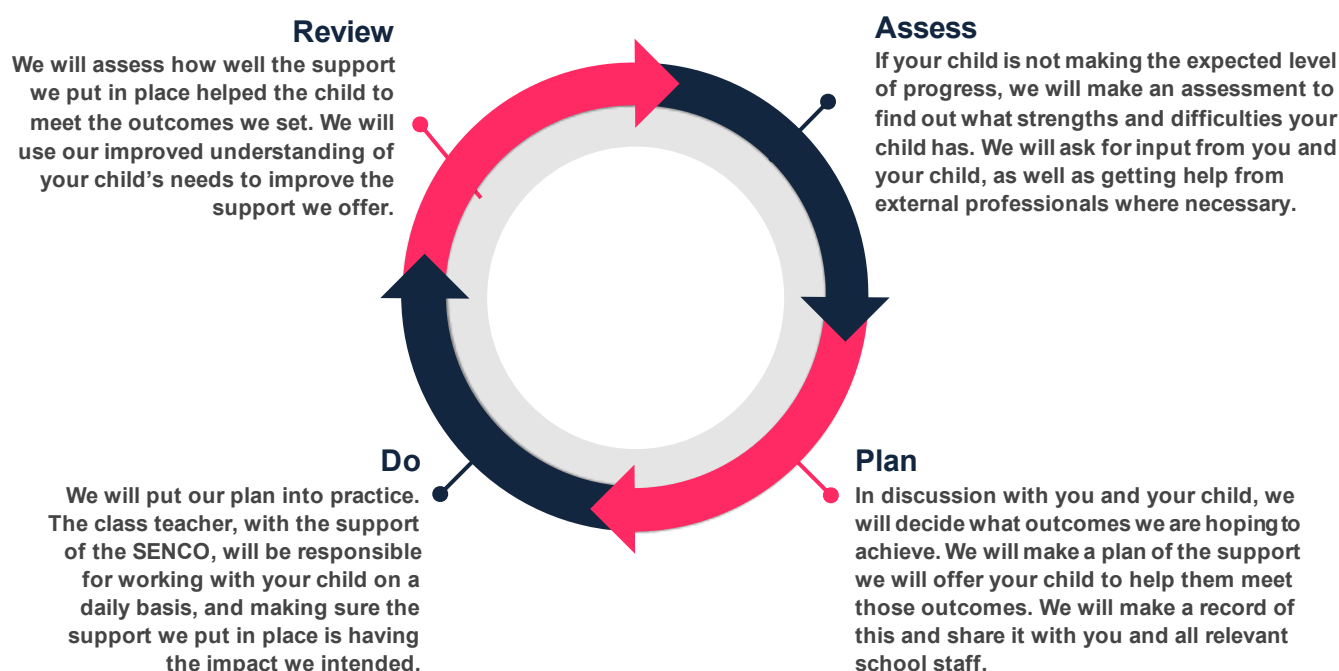 Review
We will assess how well the support
we put in place helped the child to
meet the outcomes we set. We will
use our improved understanding of
your child’s needs to improve the
support we offer.
Assess
If your child is not making the expected level
of progress, we will make an assessment to
find out what strengths and difficulties your
child has. We will ask for input from you and
your child, as well as getting help from
external professionals where necessary.
Do
We will put our plan into practice.
The class teacher, with the support
of the SENCO, will be responsible
for working with your child on a
daily basis, and making sure the
support we put in place is having
the impact we intended.
Plan
In discussion with you and your child, we
will decide what outcomes we are hoping to
achieve. We will make a plan of the support
we will offer your child to help them meet
those outcomes. We will make a record of
this and share it with you and all relevant
school staff.